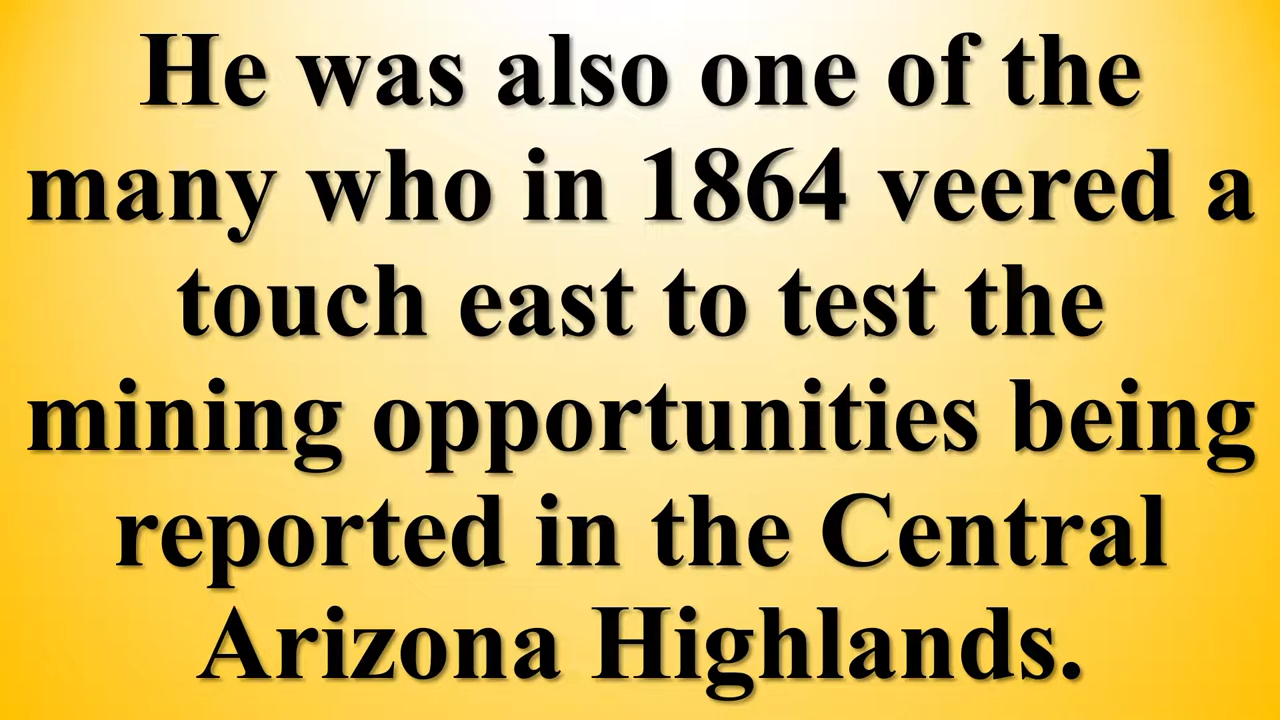 He was also one of the
many who in 1864 veered a
touch east to test the
mining opportunities being
reported in the Central
Arizona Highlands.